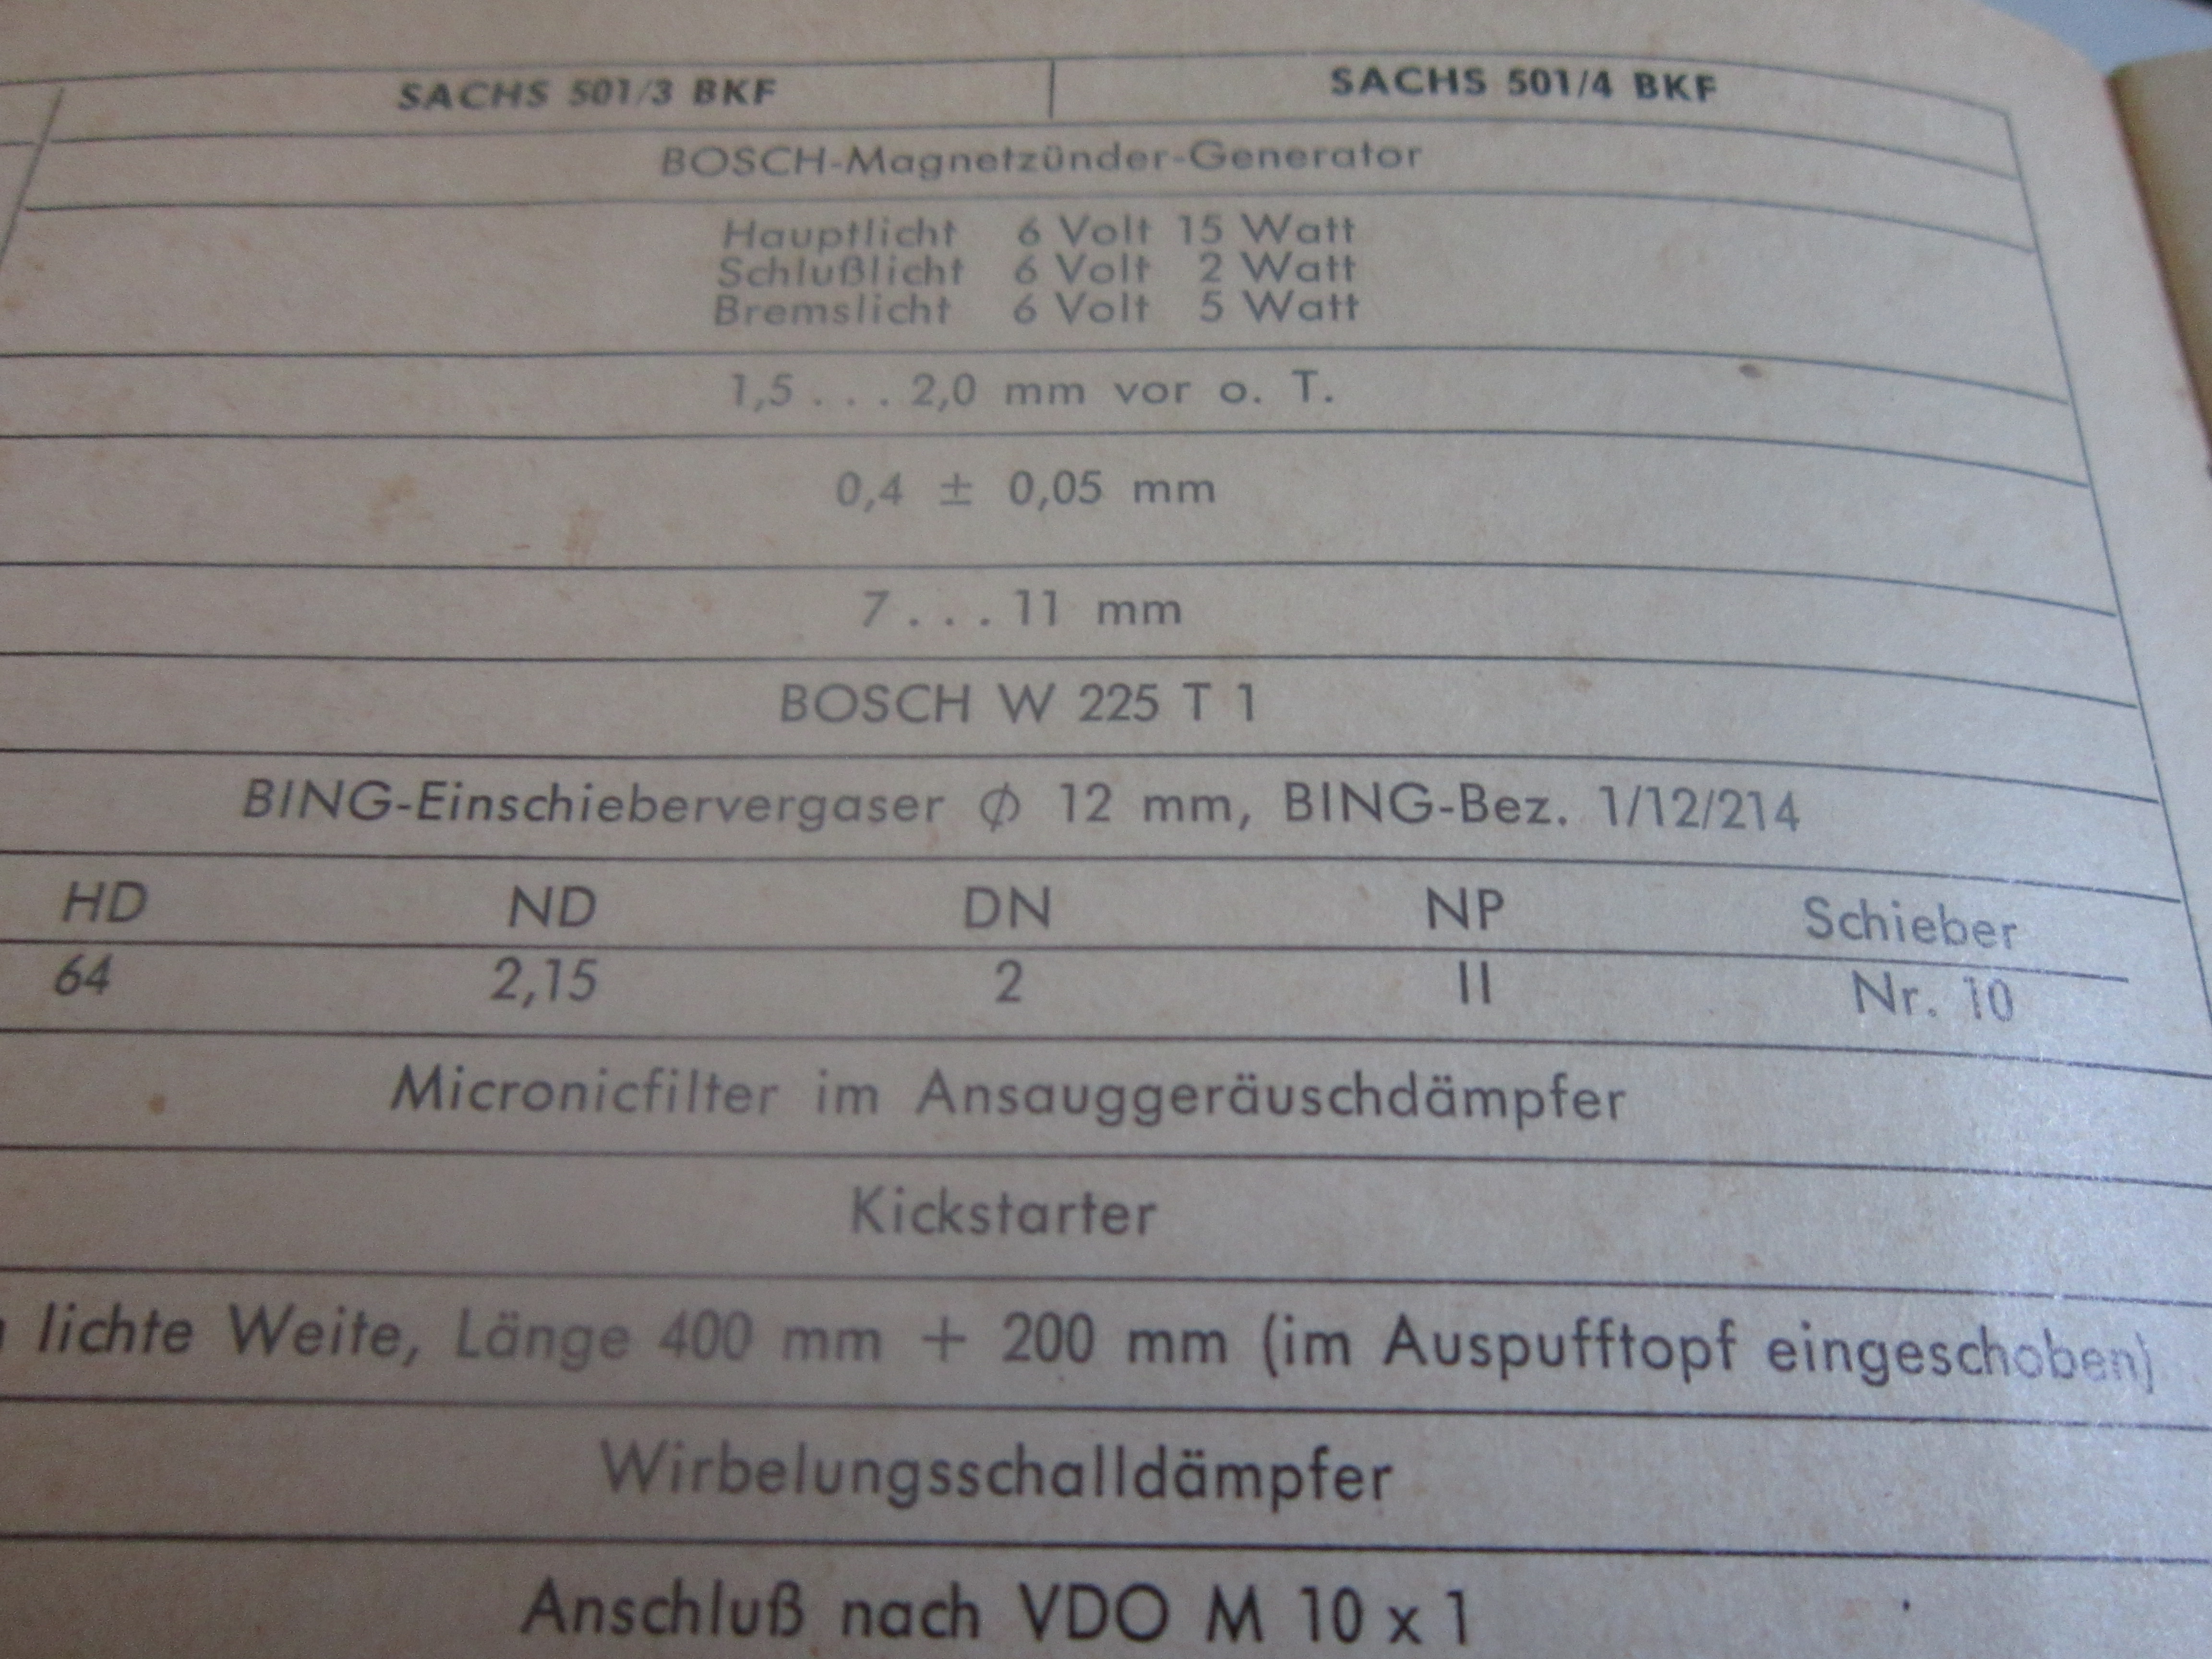 SACHS 501/3 BKF SACHS 501/4 BKF
BOSCH-Magnetzünder-Generator
Hauptlicht 6 Volt 15 Watt
Schlußlicht 6 Volt 2 Watt
Bremslicht 6 Volt 5 Watt
1,5 . . . 2,0 mm vor o. T.
0,4 ± 0,05 mm
7 . . . 11 mm
BOSCH W 225 T 1
BING-Einschiebervergaser ⌀ 12 mm, BING-Bez. 1/12/214
HD ND DN NP Schieber
64 2,15 2 II Nr. 10
Micronicfilter im Ansauggeräuschdämpfer
Kickstarter
lichte Weite, Länge 400 mm + 200 mm (im Auspufftopf eingeschoben)
Wirbelungsschalldämpfer
Anschluß nach VDO M 10 x 1